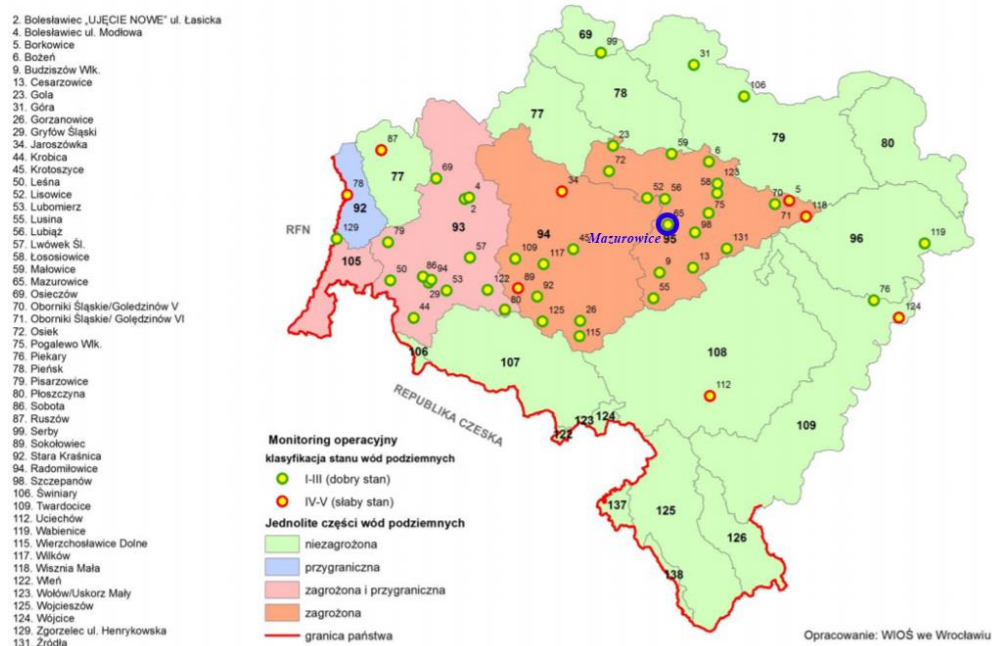 2. Bolesławiec „UJĘCIE NOWE" ul. Łasicka
4. Bolesławiec ul. Modłowa
5. Borkowice
6. Bożeń
9. Budziszów Wlk.
13. Cesarzowice
23. Gola
31. Góra
26. Gorzanowice
29. Gryfów Śląski
34. Jaroszówka
44. Krobica
45. Krotoszyce
50. Leśna
52. Lisowice
53. Lubomierz
55. Lusina
56. Lubiąż
57. Lwówek Śl.
58. Łososiowice
59. Małowice
65. Mazurowice
69. Osieczów
70. Oborniki Śląskie/Goledzinów V
71. Oborniki Śląskie/ Golędzinów VI
72. Osiek
75. Pogalewo Wlk.
76. Piekary
78. Pieńsk
79. Pisarzowice
80. Płoszczyna
86. Sobota
87. Ruszów
99. Serby
89. Sokołowiec
92. Stara Kraśnica
94. Radomiłowice
98. Szczepanów
106. Świniary
109. Twardocice
112. Uciechów
119. Wabienice
115. Wierzchosławice Dolne
117. Wilków
118. Wisznia Mała
122. Wleń
123. Wołów/Uskorz Mały
125. Wojcieszów
124. Wójcice
129. Zgorzelec ul. Henrykowska
131. Źródła
69
99
31
106
77
78
79
80
87
77
78
92
129
RFN
105
69
4
2
93
79
57
50
86
94
29
53
122
44
106
23
59
6
72
123
58
34
52
56
75
70
5
71
118
65
Mazurowice
95
98
131
96
119
94
45
109
117
89
92
9
13
55
80
125
26
115
76
124
107
108
112
REPUBLIKA CZESKA
122
123
124
109
137
125
126
138
Monitoring operacyjny
klasyfikacja stanu wód podziemnych
I-III (dobry stan)
IV-V (słaby stan)
Jednolite części wód podziemnych
niezagrożona
przygraniczna
zagrożona i przygraniczna
zagrożona
granica państwa
Opracowanie: WIOŚ we Wrocławiu